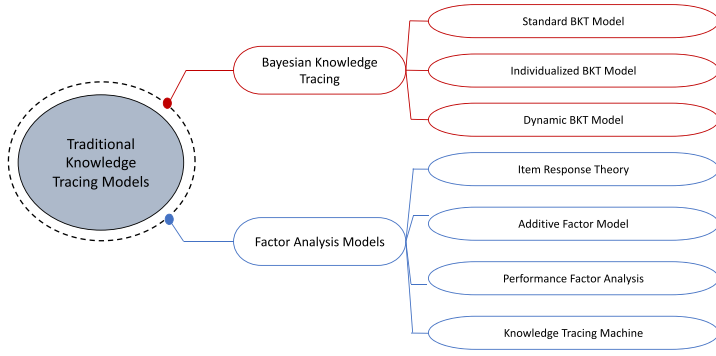 Traditional
Knowledge
Tracing Models
Bayesian Knowledge
Tracing
Standard BKT Model
Individualized BKT Model
Dynamic BKT Model
Factor Analysis Models
Item Response Theory
Additive Factor Model
Performance Factor Analysis
Knowledge Tracing Machine